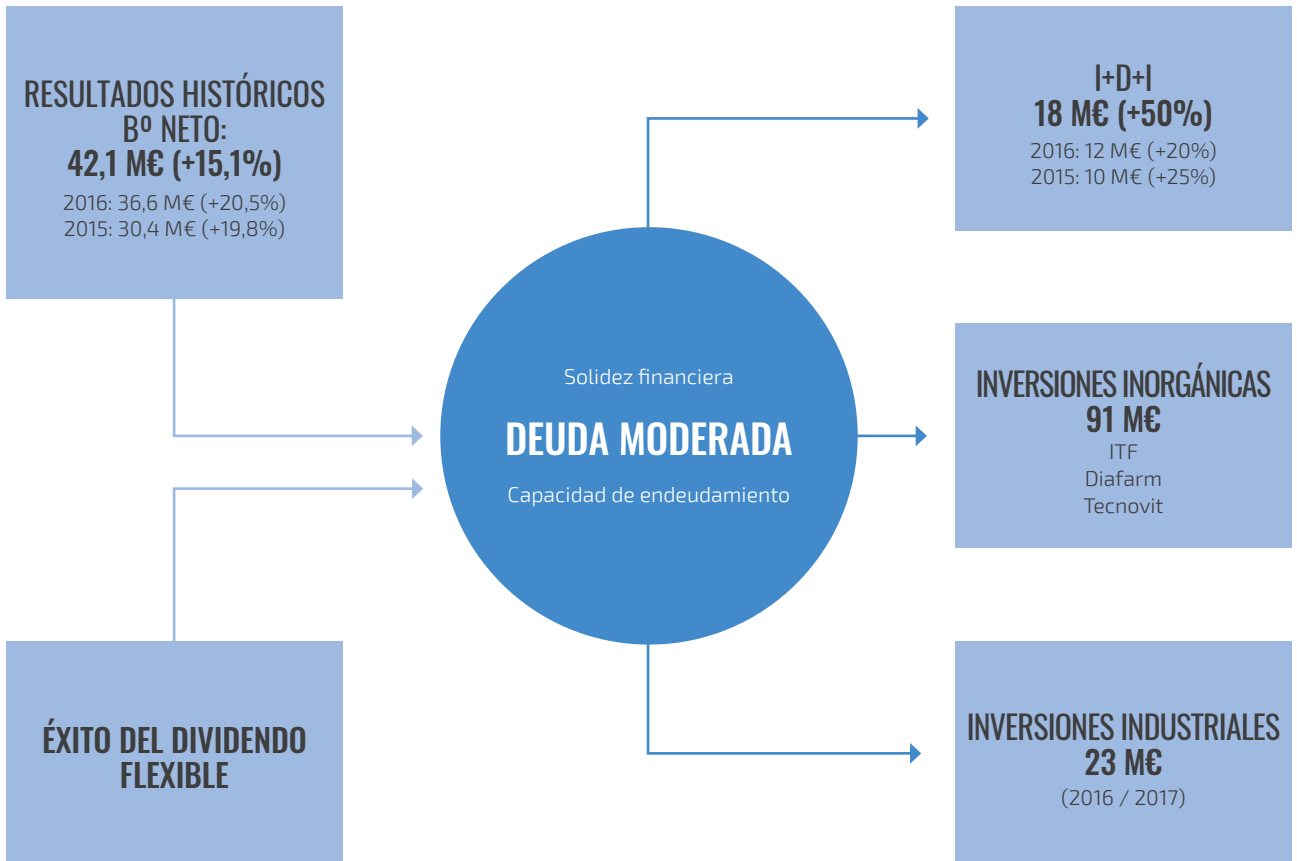 RESULTADOS HISTÓRICOS
Bº NETO:
42,1 M€ (+15,1%)
2016: 36,6 M€ (+20,5%)
2015: 30,4 M€ (+19,8%)
ÉXITO DEL DIVIDENDO
FLEXIBLE
Solidez financiera
DEUDA MODERADA
Capacidad de endeudamiento
I+D+I
18 M€ (+50%)
2016: 12 M€ (+20%)
2015: 10 M€ (+25%)
INVERSIONES INORGÁNICAS
91 M€
ITF
Diafarm
Tecnovit
INVERSIONES INDUSTRIALES
23 M€
(2016 / 2017)